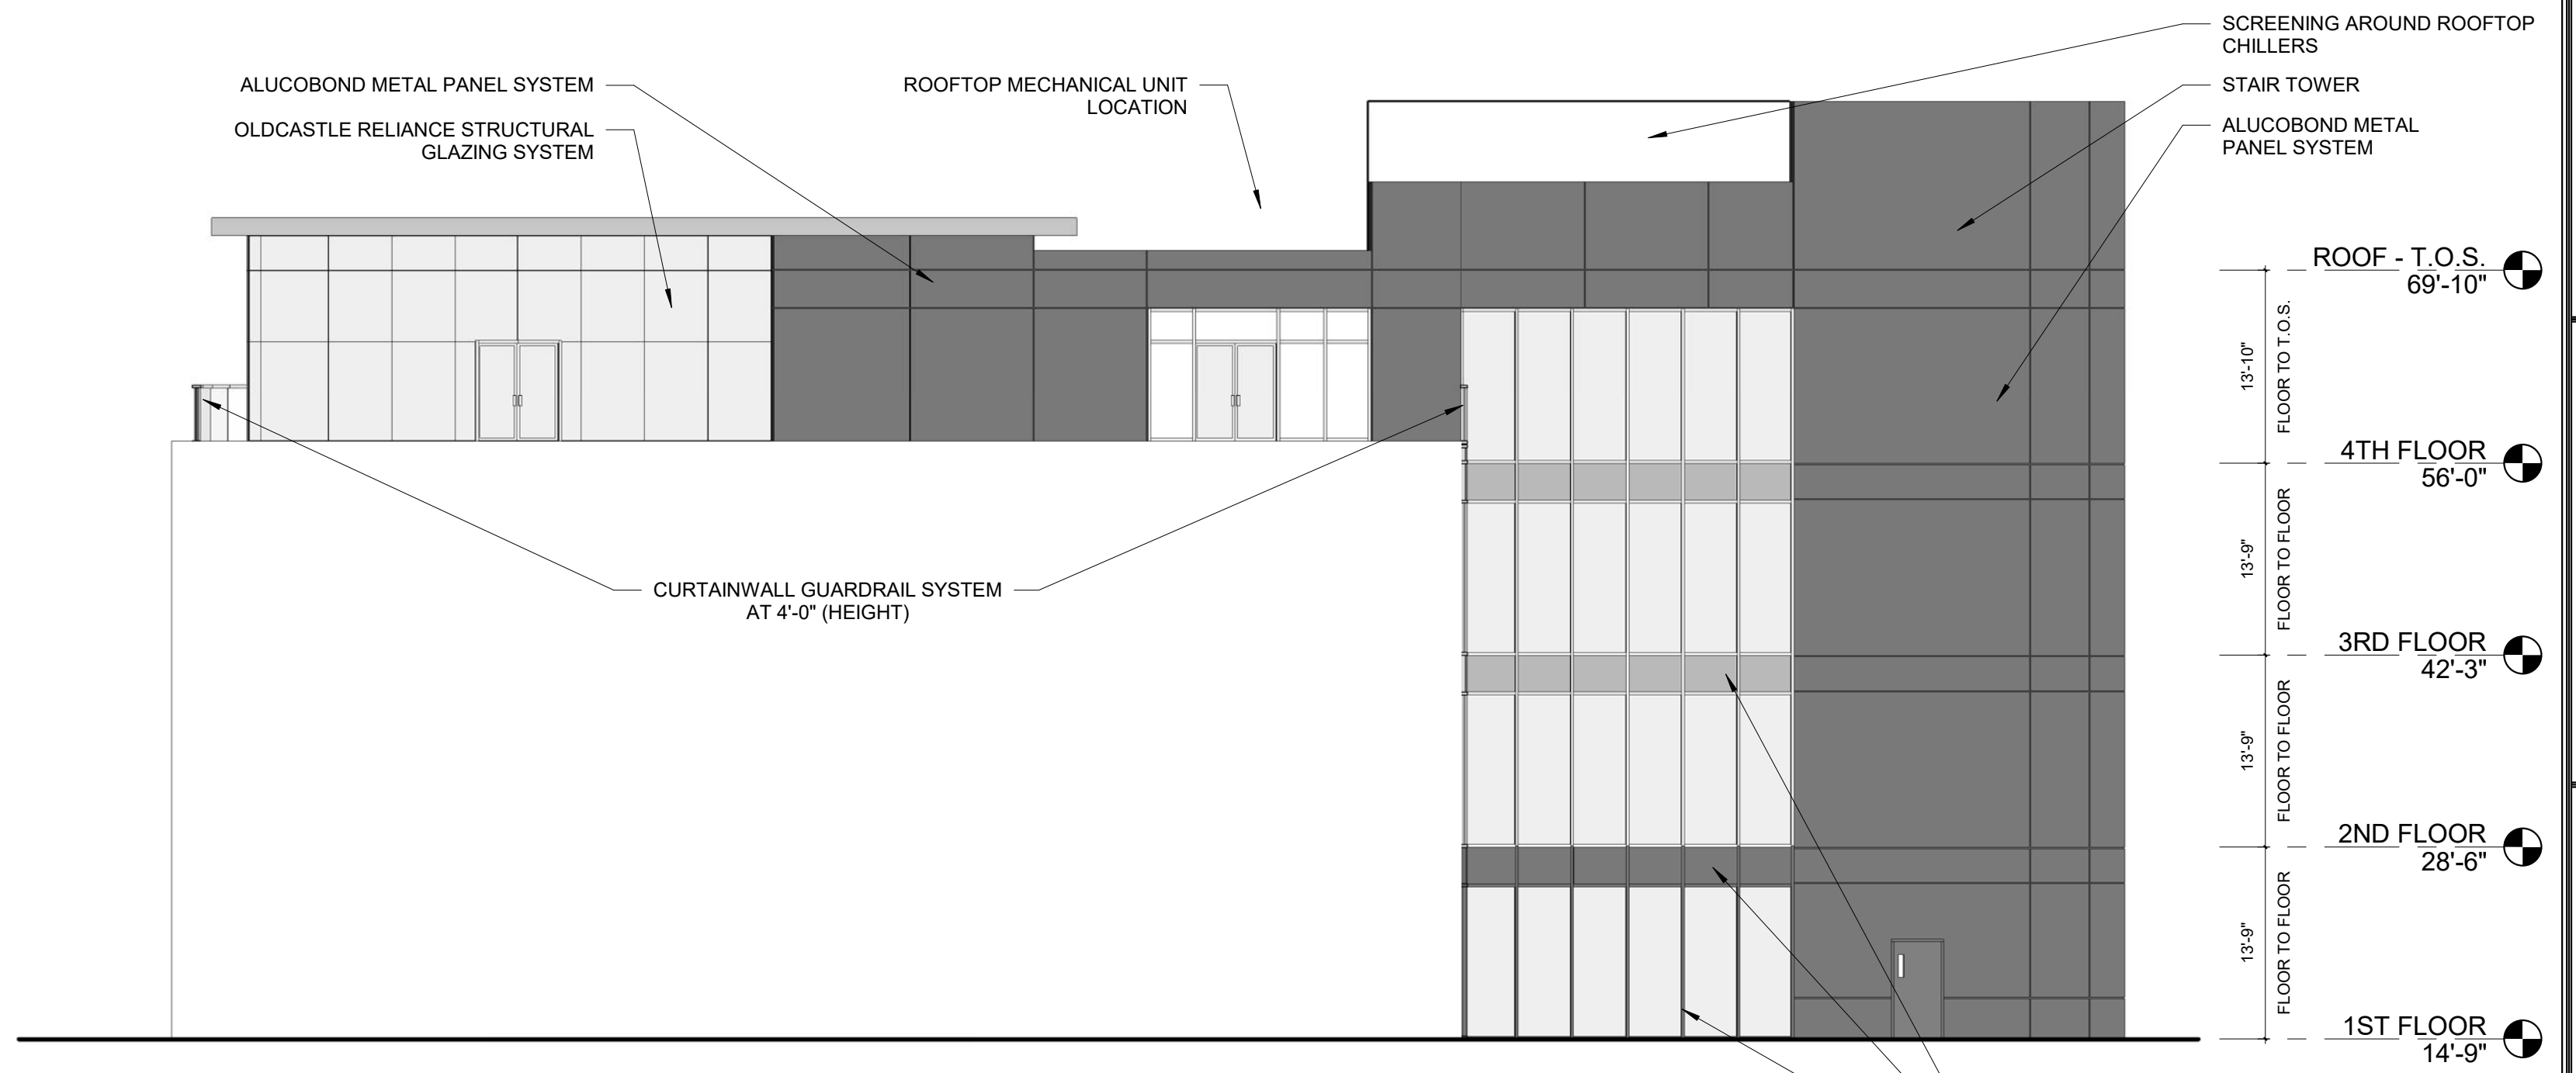 SCREENING AROUND ROOFTOP
CHILLERS
ALUCOBOND METAL PANEL SYSTEM
ROOFTOP MECHANICAL UNIT
LOCATION
STAIR TOWER
OLDCASTLE RELIANCE STRUCTURAL
GLAZING SYSTEM
ALUCOBOND METAL
PANEL SYSTEM
ROOF - T.O.S.
69'-10"
13'-10"
FLOOR TO T.O.S.
4TH FLOOR
56'-0"
13'-9"
FLOOR TO FLOOR
CURTAINWALL GUARDRAIL SYSTEM
AT 4'-0" (HEIGHT)
3RD FLOOR
42'-3"
13'-9"
FLOOR TO FLOOR
2ND FLOOR
28'-6"
13'-9"
FLOOR TO FLOOR
1ST FLOOR
14'-9"